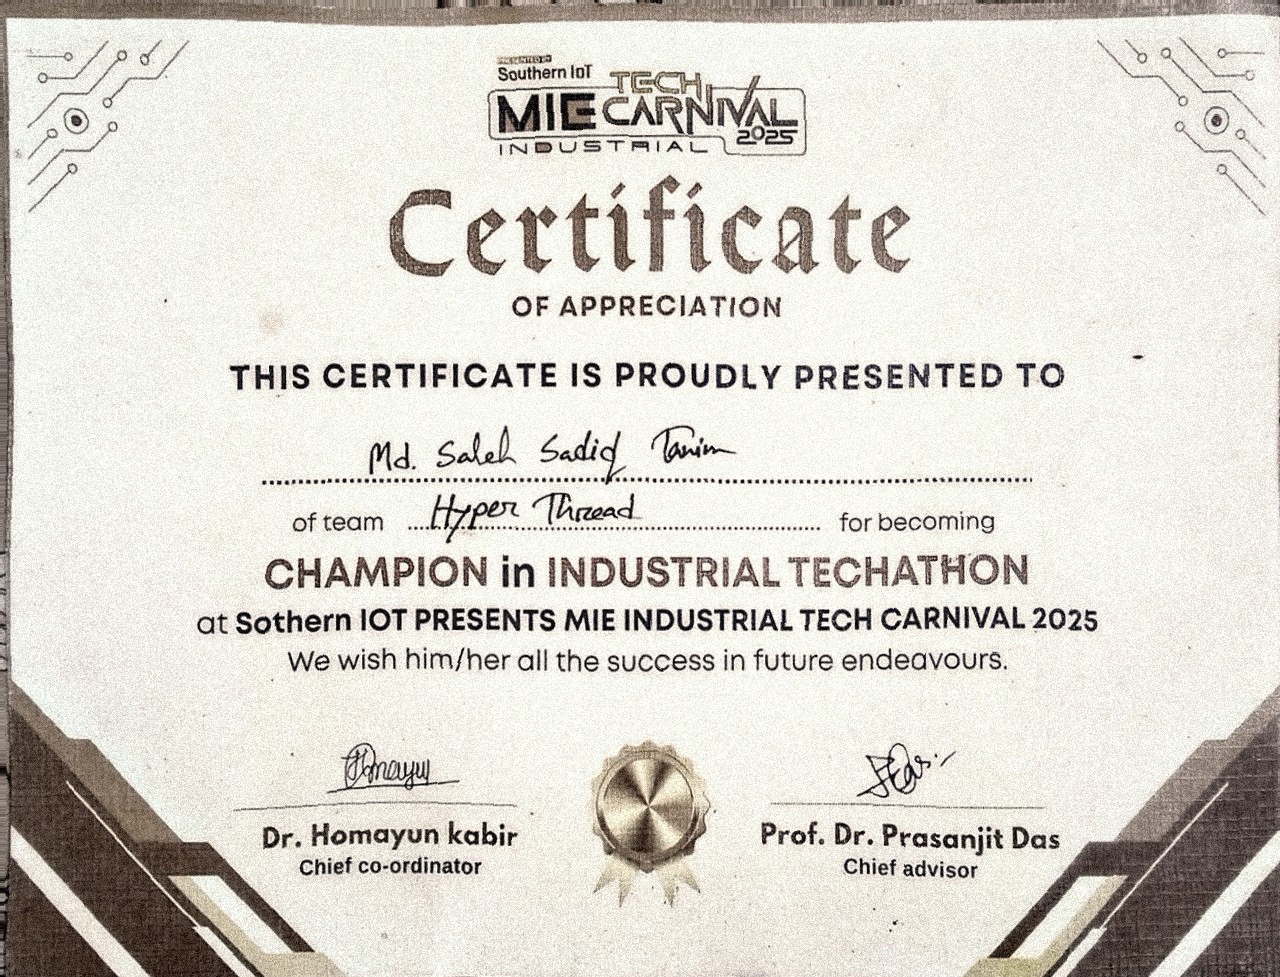 PRESENTED BY
Southern IoT
MIE TECH CARNIVAL 2025
INDUSTRIAL
Certificate
OF APPRECIATION
THIS CERTIFICATE IS PROUDLY PRESENTED TO
Md. Saleh Sadiq Tanim
of team Hyper Thread for becoming
CHAMPION in INDUSTRIAL TECHATHON
at Sothern IOT PRESENTS MIE INDUSTRIAL TECH CARNIVAL 2025
We wish him/her all the success in future endeavours.
Dr. Homayun kabir
Chief co-ordinator
Prof. Dr. Prasanjit Das
Chief advisor